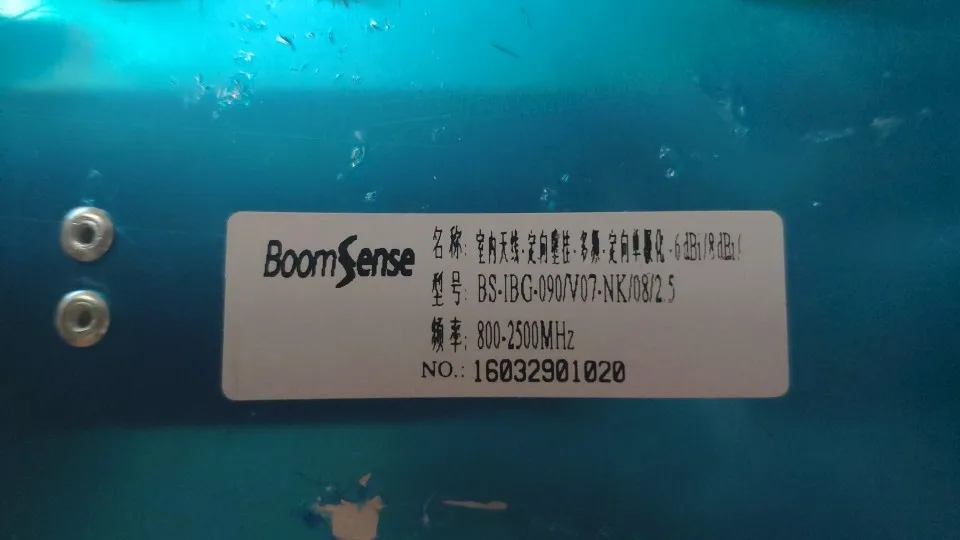 BoomSense
名称: 室内天线-定向壁挂-多频-定向单极化-6dBi/8dBi/
型号: BS-IBG-090/V07-NK/08/2.5
频率: 800-2500MHz
NO.: 16032901020